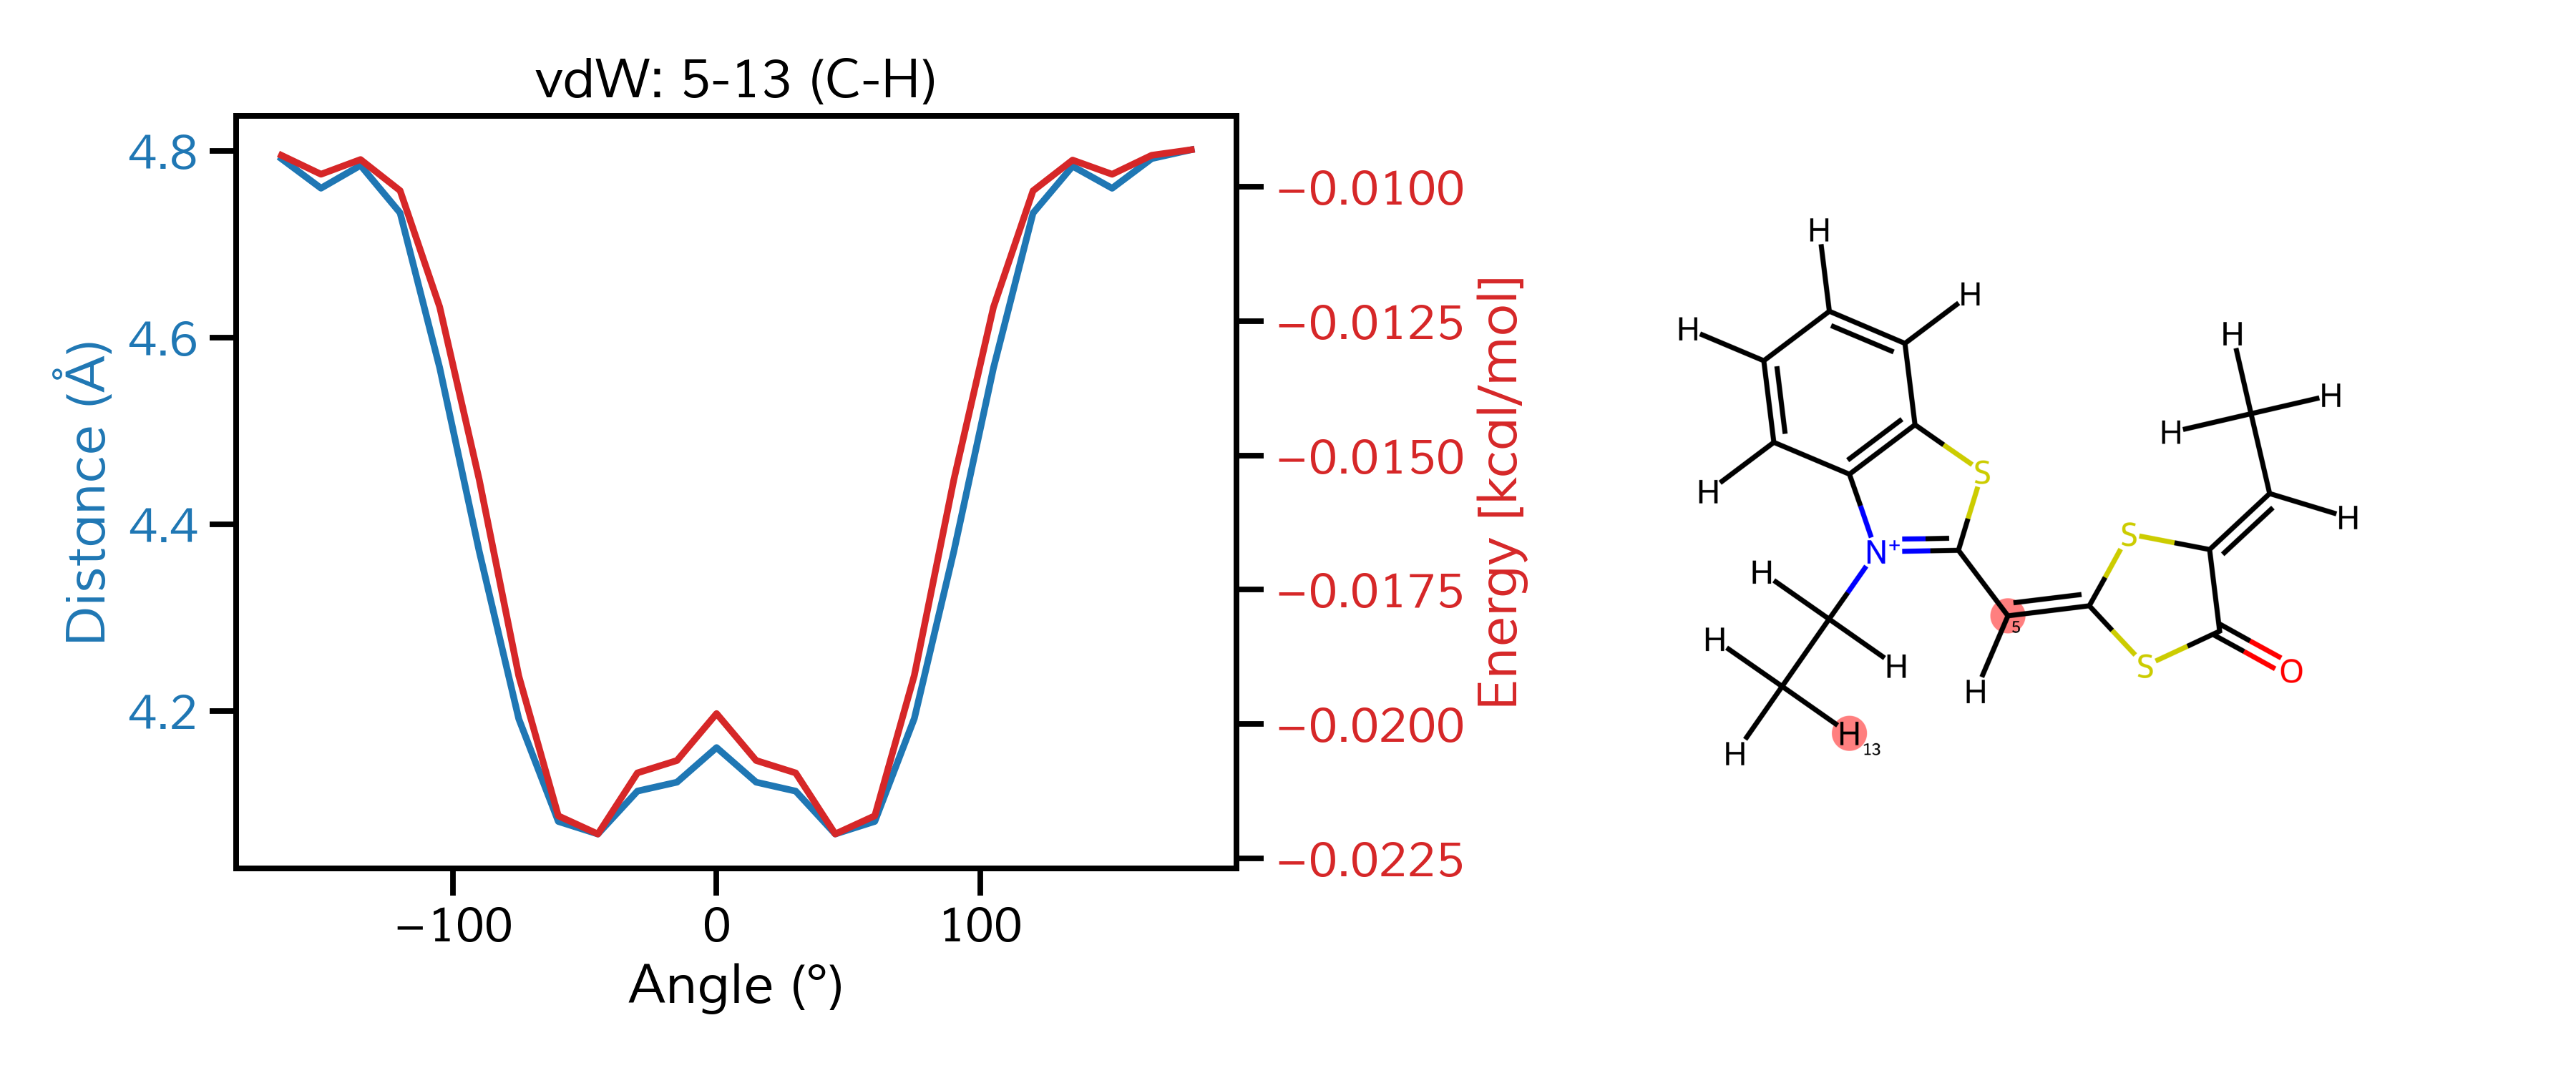 vdW: 5-13 (C-H)
Distance (Å)
4.8
4.6
4.4
4.2
−100
0
100
Angle (°)
−0.0100
−0.0125
−0.0150
−0.0175
−0.0200
−0.0225
Energy [kcal/mol]
H
H
H
H
H
H
H
S
H
S
N+
H
H
H
5
S
O
H
H
13
H